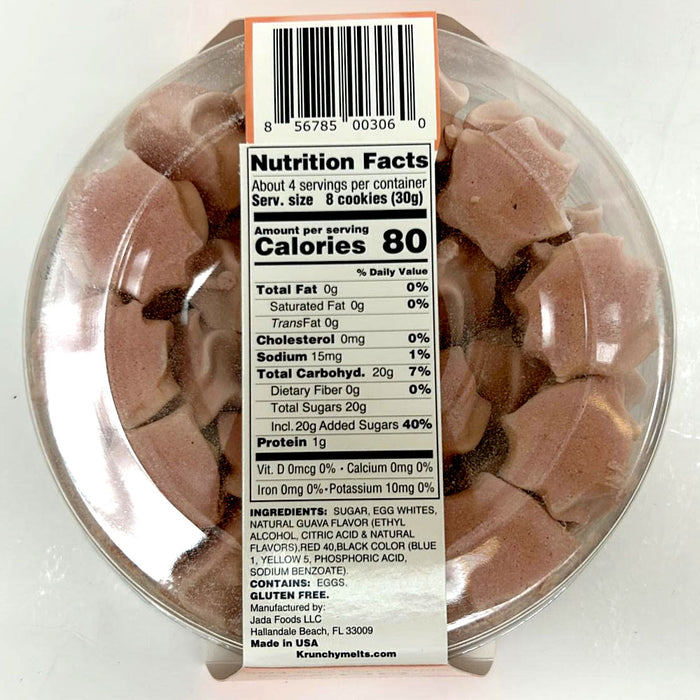 8 56785 00306 0
Nutrition Facts
About 4 servings per container
Serv. size 8 cookies (30g)
Amount per serving
Calories 80
% Daily Value
Total Fat 0g 0%
Saturated Fat 0g 0%
TransFat 0g
Cholesterol 0mg 0%
Sodium 15mg 1%
Total Carbohyd. 20g 7%
Dietary Fiber 0g 0%
Total Sugars 20g
Incl. 20g Added Sugars 40%
Protein 1g
Vit. D 0mcg 0% • Calcium 0mg 0%
Iron 0mg 0% • Potassium 10mg 0%
INGREDIENTS: SUGAR, EGG WHITES,
NATURAL GUAVA FLAVOR (ETHYL
ALCOHOL, CITRIC ACID & NATURAL
FLAVORS),RED 40,BLACK COLOR (BLUE
1, YELLOW 5, PHOSPHORIC ACID,
SODIUM BENZOATE).
CONTAINS: EGGS.
GLUTEN FREE.
Manufactured by:
Jada Foods LLC
Hallandale Beach, FL 33009
Made in USA
Krunchymelts.com